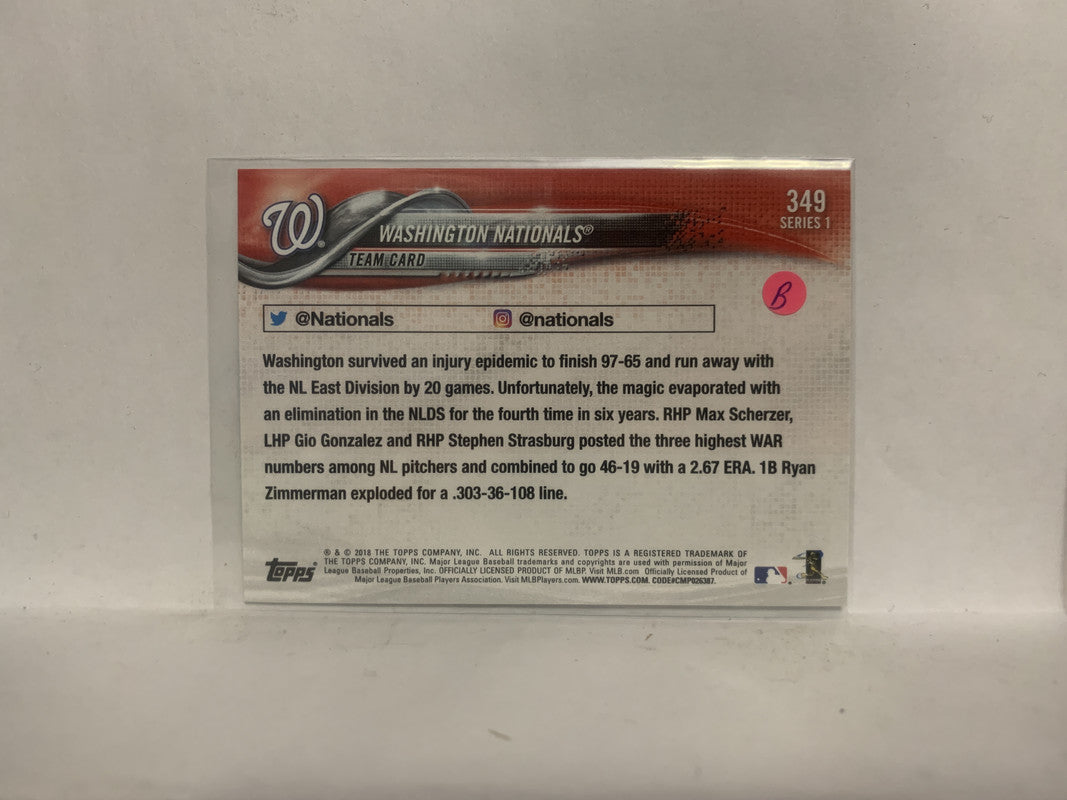 W®
349
SERIES 1
WASHINGTON NATIONALS®
TEAM CARD
B
@Nationals @nationals
Washington survived an injury epidemic to finish 97-65 and run away with
the NL East Division by 20 games. Unfortunately, the magic evaporated with
an elimination in the NLDS for the fourth time in six years. RHP Max Scherzer,
LHP Gio Gonzalez and RHP Stephen Strasburg posted the three highest WAR
numbers among NL pitchers and combined to go 46-19 with a 2.67 ERA. 1B Ryan
Zimmerman exploded for a .303-36-108 line.
Topps®
® & © 2018 THE TOPPS COMPANY, INC. ALL RIGHTS RESERVED. TOPPS IS A REGISTERED TRADEMARK OF
THE TOPPS COMPANY, INC. Major League Baseball trademarks and copyrights are used with permission of Major
League Baseball Properties, Inc. OFFICIALLY LICENSED PRODUCT OF MLBP. Visit MLB.com Officially Licensed Product of
Major League Baseball Players Association. Visit MLBPlayers.com. WWW.TOPPS.COM. CODE#CMP026387.